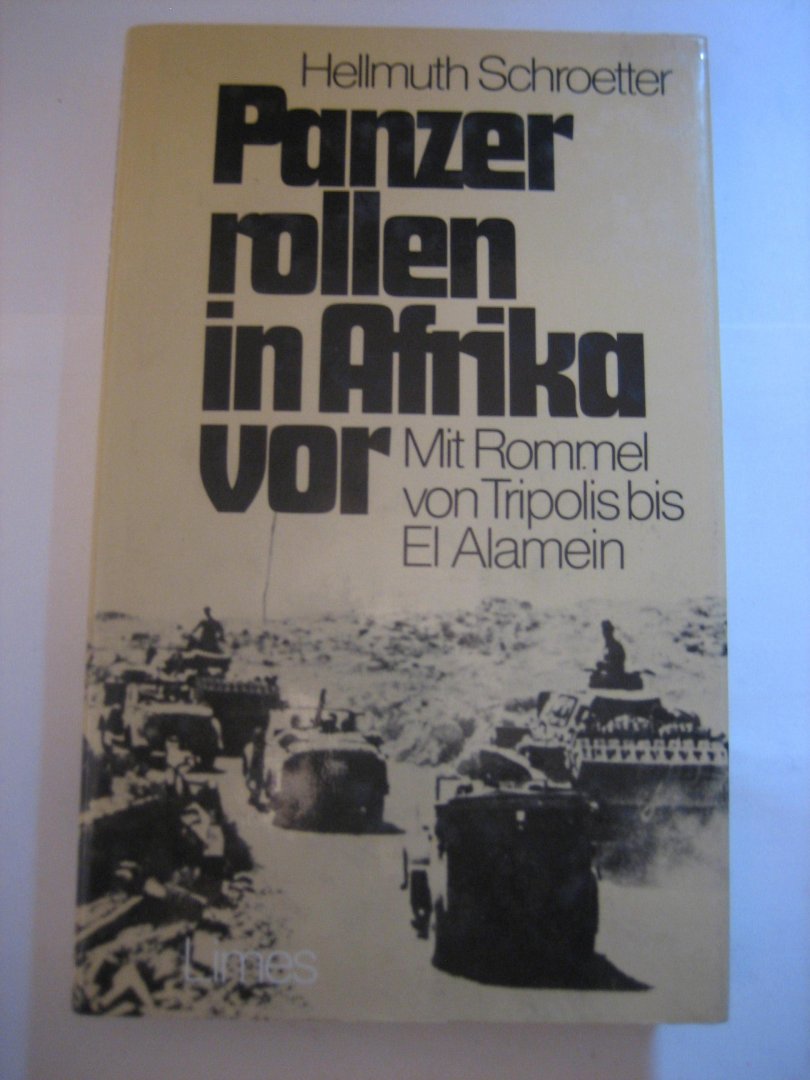 Hellmuth Schroetter
Panzer
rollen
in Afrika
vor
Mit Rommel
von Tripolis bis
El Alamein
Limes